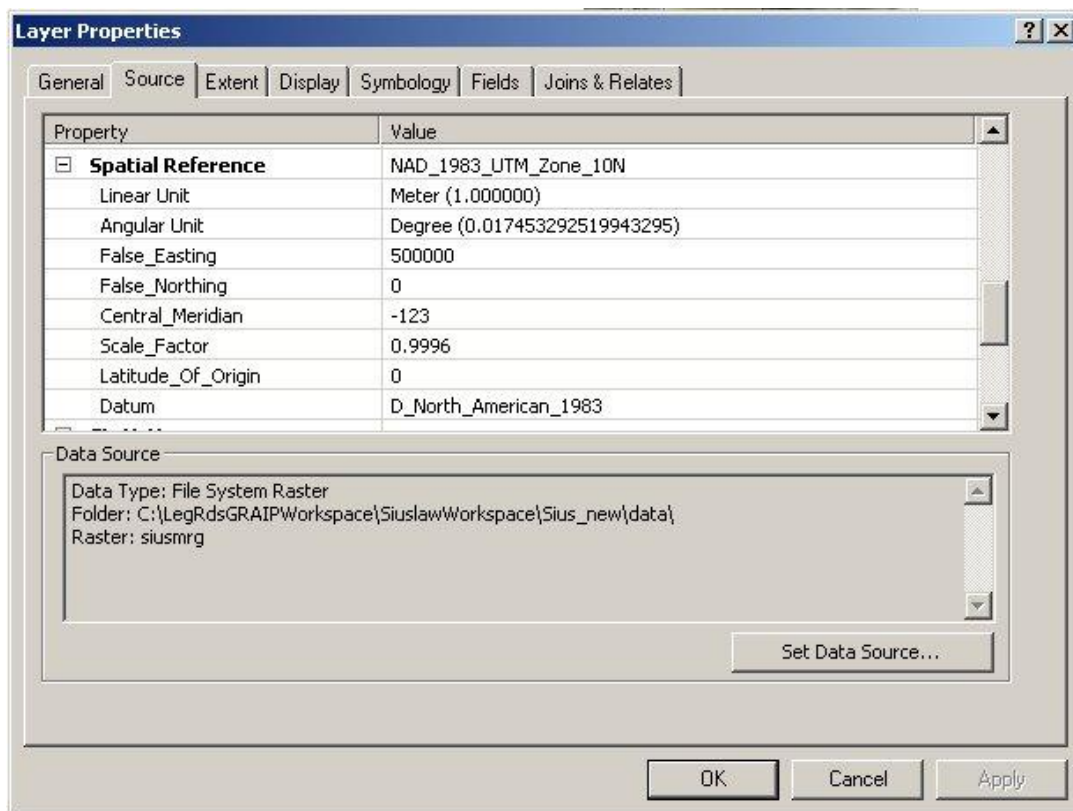 Layer Properties
General Source Extent Display Symbology Fields Joins & Relates
Property Value
Spatial Reference NAD_1983_UTM_Zone_10N
Linear Unit Meter (1.000000)
Angular Unit Degree (0.017453292519943295)
False_Easting 500000
False_Northing 0
Central_Meridian -123
Scale_Factor 0.9996
Latitude_Of_Origin 0
Datum D_North_American_1983
Data Source
Data Type: File System Raster
Folder: C:\LegRdsGRAIPWorkspace\SiuslawWorkspace\Sius_new\data\
Raster: siusmrg
Set Data Source...
OK Cancel Apply